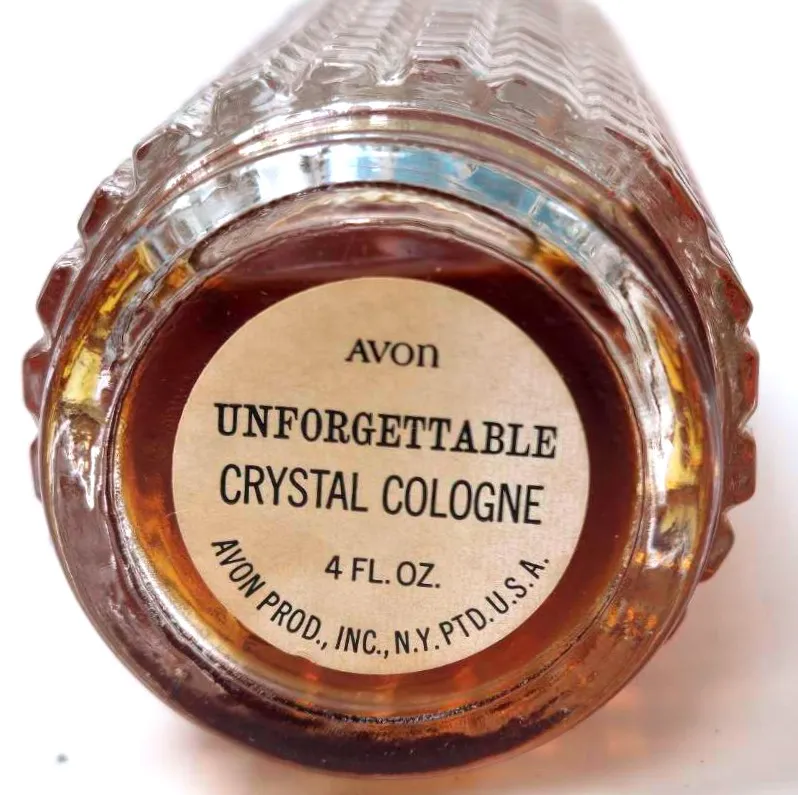 AVON
UNFORGETTABLE
CRYSTAL COLOGNE
4 FL. OZ.
AVON PROD., INC., N.Y. PTD. U.S.A.